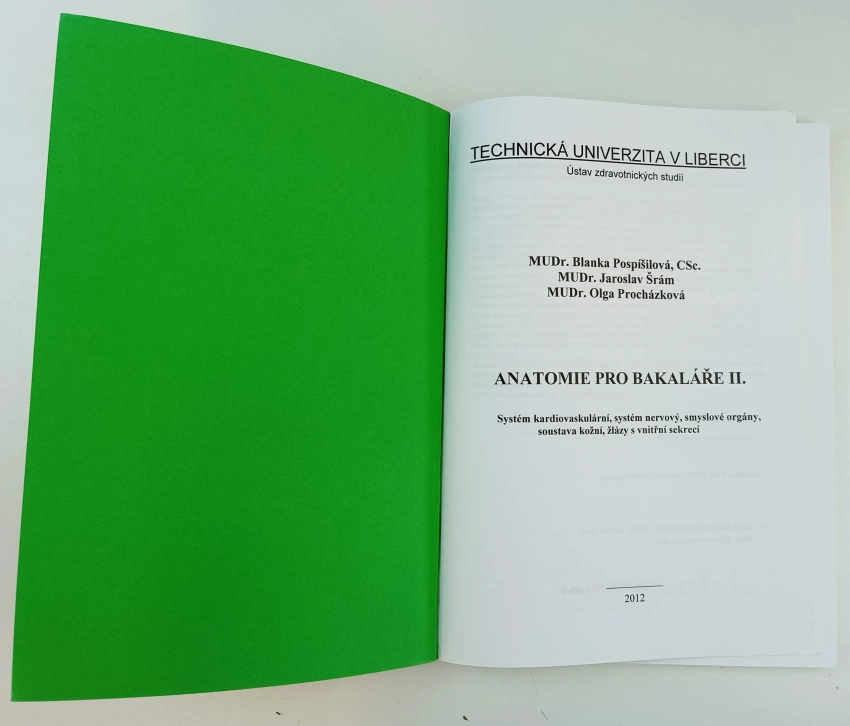 TECHNICKÁ UNIVERZITA V LIBERCI
Ústav zdravotnických studií
MUDr. Blanka Pospíšilová, CSc.
MUDr. Jaroslav Šrám
MUDr. Olga Procházková
ANATOMIE PRO BAKALÁŘE II.
Systém kardiovaskulární, systém nervový, smyslové orgány,
soustava kožní, žlázy s vnitřní sekrecí
2012